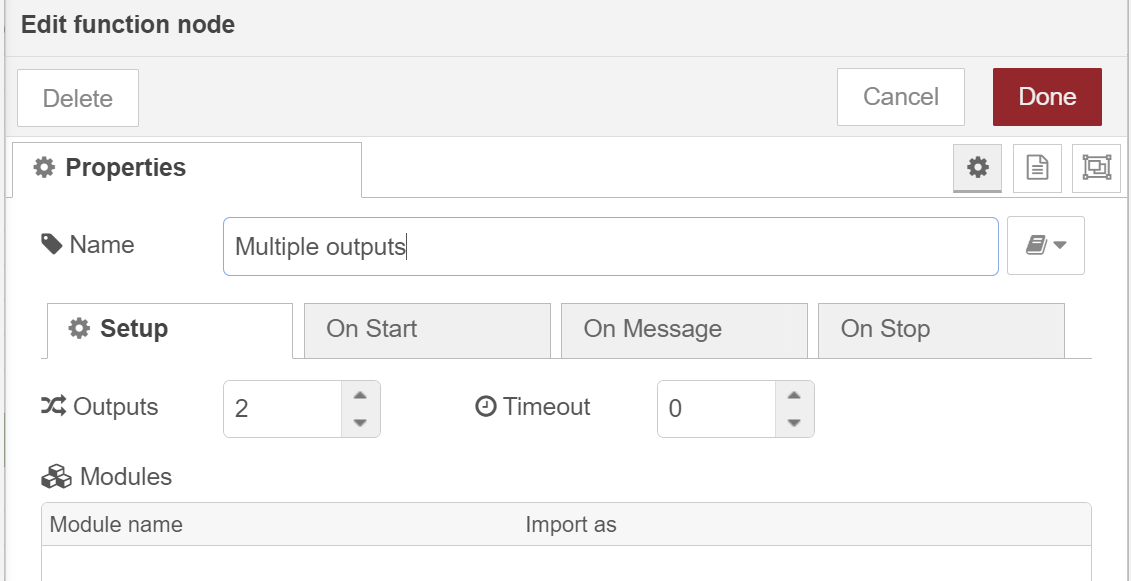 Edit function node
Delete
Cancel
Done
Properties
Name
Multiple outputs
Setup
On Start
On Message
On Stop
Outputs
2
Timeout
0
Modules
Module name
Import as